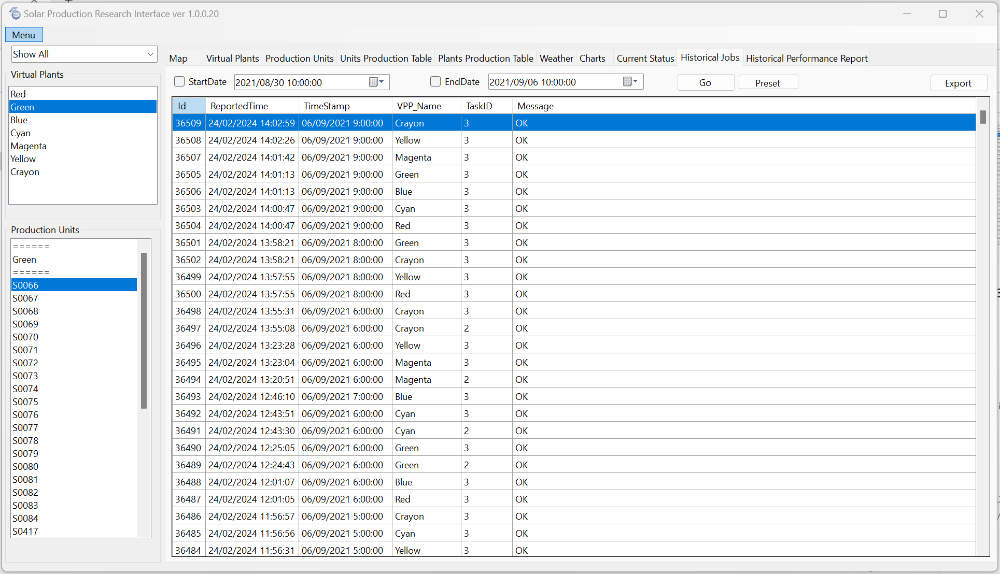 Solar Production Research Interface ver 1.0.0.20
Menu
Show All
Virtual Plants
Red
Green
Blue
Cyan
Magenta
Yellow
Crayon
Production Units
======
Green
======
S0066
S0067
S0068
S0069
S0070
S0071
S0072
S0073
S0074
S0075
S0076
S0077
S0078
S0079
S0080
S0081
S0082
S0083
S0084
S0417
Map Virtual Plants Production Units Units Production Table Plants Production Table Weather Charts Current Status Historical Jobs Historical Performance Report
StartDate 2021/08/30 10:00:00 EndDate 2021/09/06 10:00:00 Go Preset Export
Id ReportedTime TimeStamp VPP_Name TaskID Message
36509 24/02/2024 14:02:59 06/09/2021 9:00:00 Crayon 3 OK
36508 24/02/2024 14:02:26 06/09/2021 9:00:00 Yellow 3 OK
36507 24/02/2024 14:01:42 06/09/2021 9:00:00 Magenta 3 OK
36505 24/02/2024 14:01:13 06/09/2021 9:00:00 Green 3 OK
36506 24/02/2024 14:01:13 06/09/2021 9:00:00 Blue 3 OK
36503 24/02/2024 14:00:47 06/09/2021 9:00:00 Cyan 3 OK
36504 24/02/2024 14:00:47 06/09/2021 9:00:00 Red 3 OK
36501 24/02/2024 13:58:21 06/09/2021 8:00:00 Green 3 OK
36502 24/02/2024 13:58:21 06/09/2021 8:00:00 Crayon 3 OK
36499 24/02/2024 13:57:55 06/09/2021 8:00:00 Yellow 3 OK
36500 24/02/2024 13:57:55 06/09/2021 8:00:00 Red 3 OK
36498 24/02/2024 13:55:31 06/09/2021 6:00:00 Crayon 3 OK
36497 24/02/2024 13:55:08 06/09/2021 6:00:00 Crayon 2 OK
36496 24/02/2024 13:23:28 06/09/2021 6:00:00 Yellow 3 OK
36495 24/02/2024 13:23:04 06/09/2021 6:00:00 Magenta 3 OK
36494 24/02/2024 13:20:51 06/09/2021 6:00:00 Magenta 2 OK
36493 24/02/2024 12:46:10 06/09/2021 7:00:00 Blue 3 OK
36492 24/02/2024 12:43:51 06/09/2021 6:00:00 Cyan 3 OK
36491 24/02/2024 12:43:30 06/09/2021 6:00:00 Cyan 2 OK
36490 24/02/2024 12:25:05 06/09/2021 6:00:00 Green 3 OK
36489 24/02/2024 12:24:43 06/09/2021 6:00:00 Green 2 OK
36488 24/02/2024 12:01:07 06/09/2021 6:00:00 Blue 3 OK
36487 24/02/2024 12:01:05 06/09/2021 6:00:00 Red 3 OK
36486 24/02/2024 11:56:57 06/09/2021 5:00:00 Crayon 3 OK
36485 24/02/2024 11:56:56 06/09/2021 5:00:00 Cyan 3 OK
36484 24/02/2024 11:56:31 06/09/2021 5:00:00 Yellow 3 OK